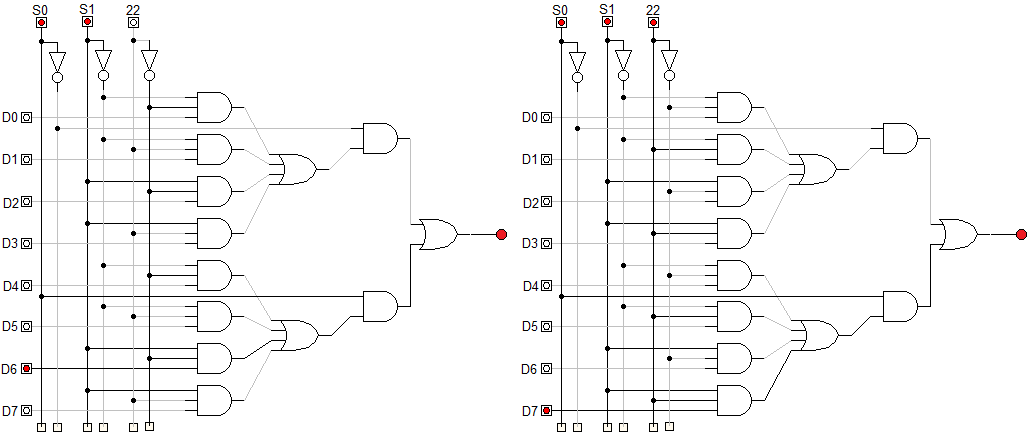 S0 S1 22 S0 S1 22
D0 D0
D1 D1
D2 D2
D3 D3
D4 D4
D5 D5
D6 D6
D7 D7